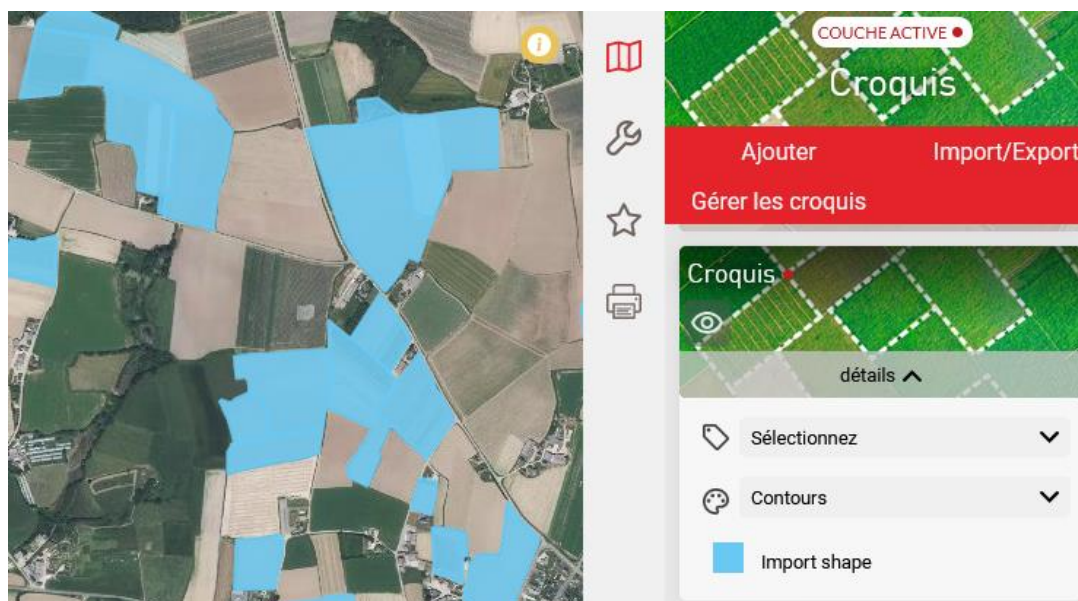 i
COUCHE ACTIVE
Croquis
Ajouter
Import/Export
Gérer les croquis
Croquis
détails
Sélectionnez
Contours
Import shape